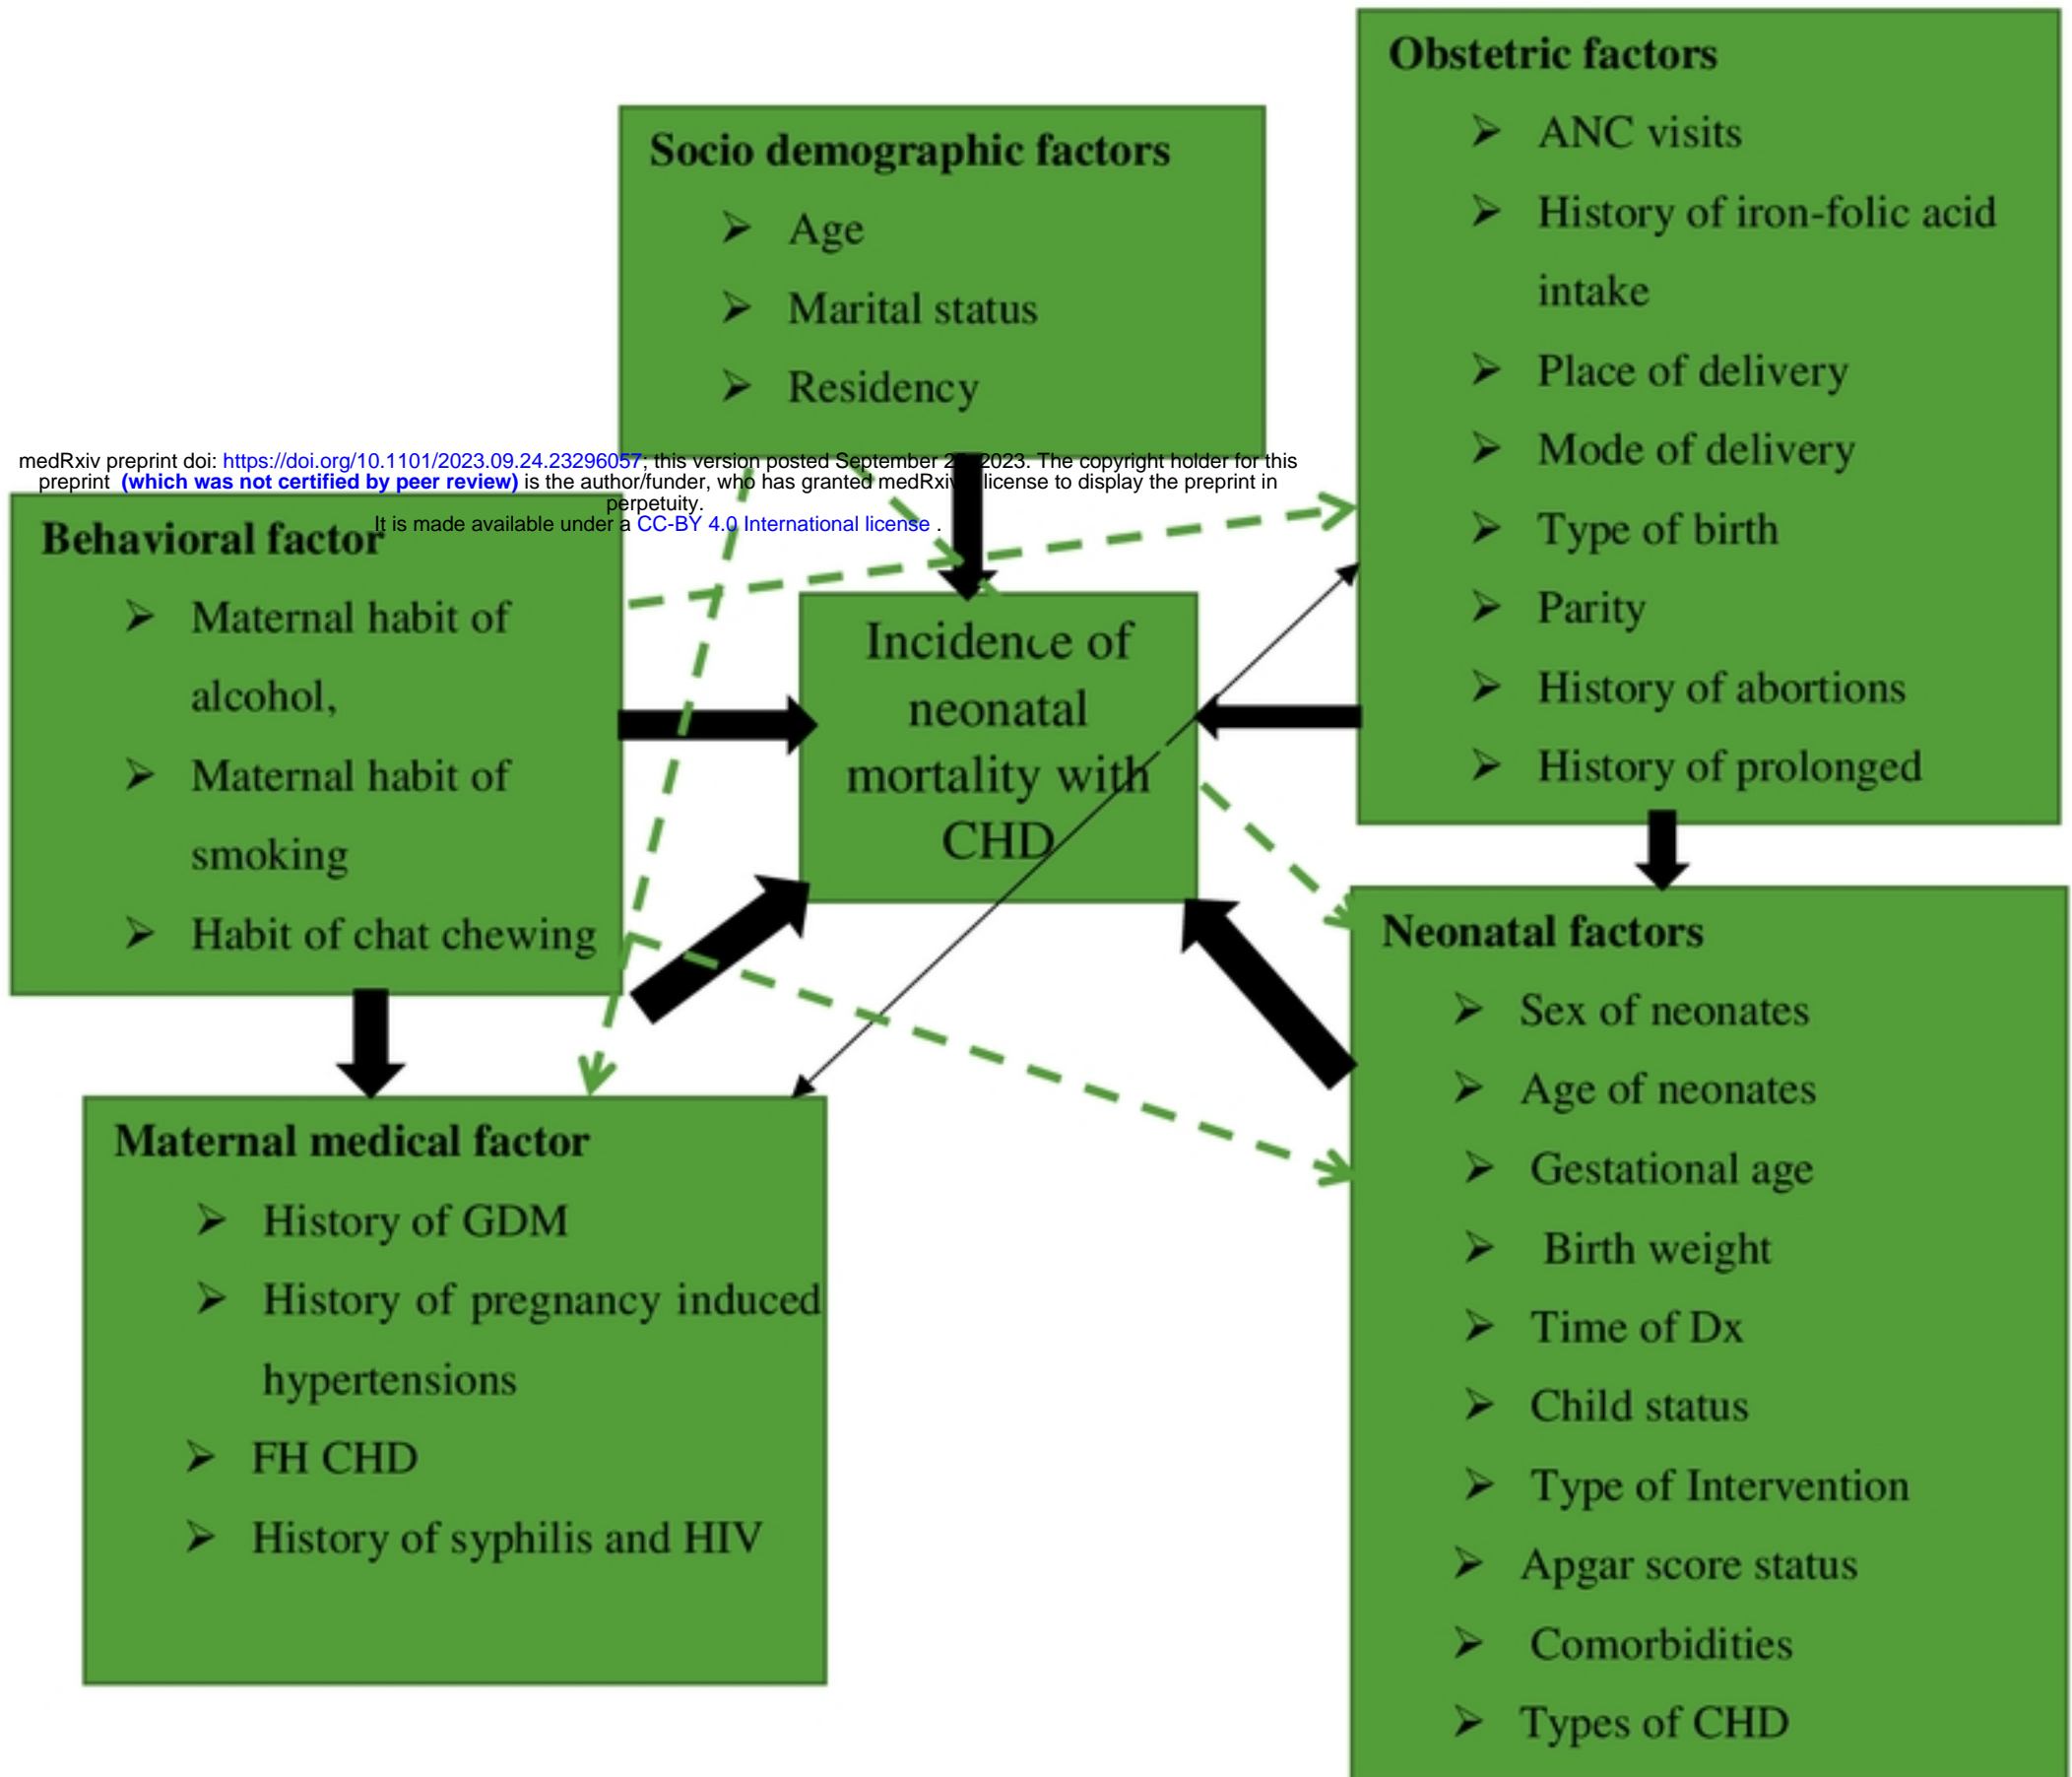 Obstetric factors
➢ ANC visits
➢ History of iron-folic acid
intake
➢ Place of delivery
➢ Mode of delivery
➢ Type of birth
➢ Parity
➢ History of abortions
➢ History of prolonged
Socio demographic factors
➢ Age
➢ Marital status
➢ Residency
medRxiv preprint doi: https://doi.org/10.1101/2023.09.24.23296057; this version posted September 2023. The copyright holder for this
preprint (which was not certified by peer review) is the author/funder, who has granted medRxiv license to display the preprint in
perpetuity.
It is made available under a CC-BY 4.0 International license .
Behavioral factor
➢ Maternal habit of
alcohol,
➢ Maternal habit of
smoking
➢ Habit of chat chewing
Incidence of
neonatal
mortality with
CHD
Neonatal factors
➢ Sex of neonates
➢ Age of neonates
➢ Gestational age
➢ Birth weight
➢ Time of Dx
➢ Child status
➢ Type of Intervention
➢ Apgar score status
➢ Comorbidities
➢ Types of CHD
Maternal medical factor
➢ History of GDM
➢ History of pregnancy induced
hypertensions
➢ FH CHD
➢ History of syphilis and HIV